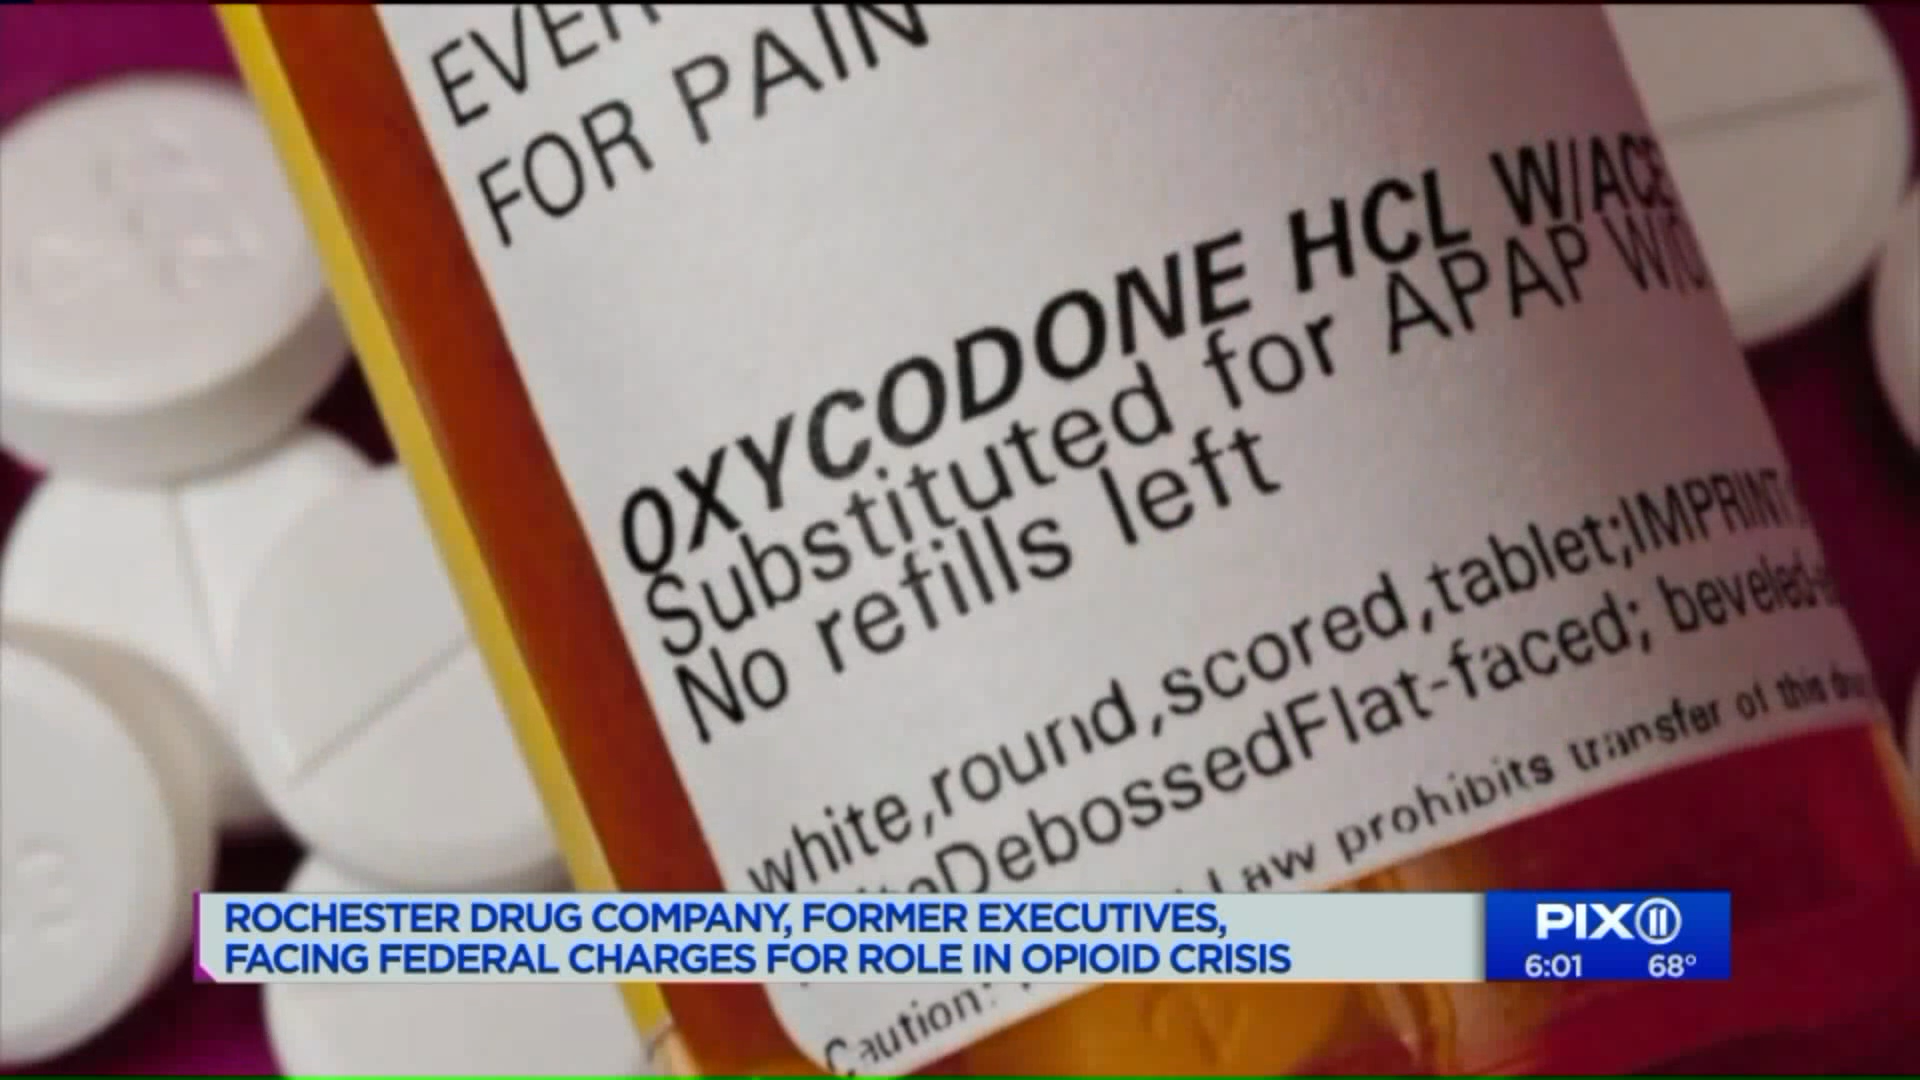 FOR PAIN
OXYCODONE HCL
Substituted for APAP
No refills left
white,round,scored,tablet;IMPRINT
DebossedFlat-faced;
Law prohibits transfer of this
Caution:
ROCHESTER DRUG COMPANY, FORMER EXECUTIVES,
FACING FEDERAL CHARGES FOR ROLE IN OPIOID CRISIS
PIX11
6:01 68°